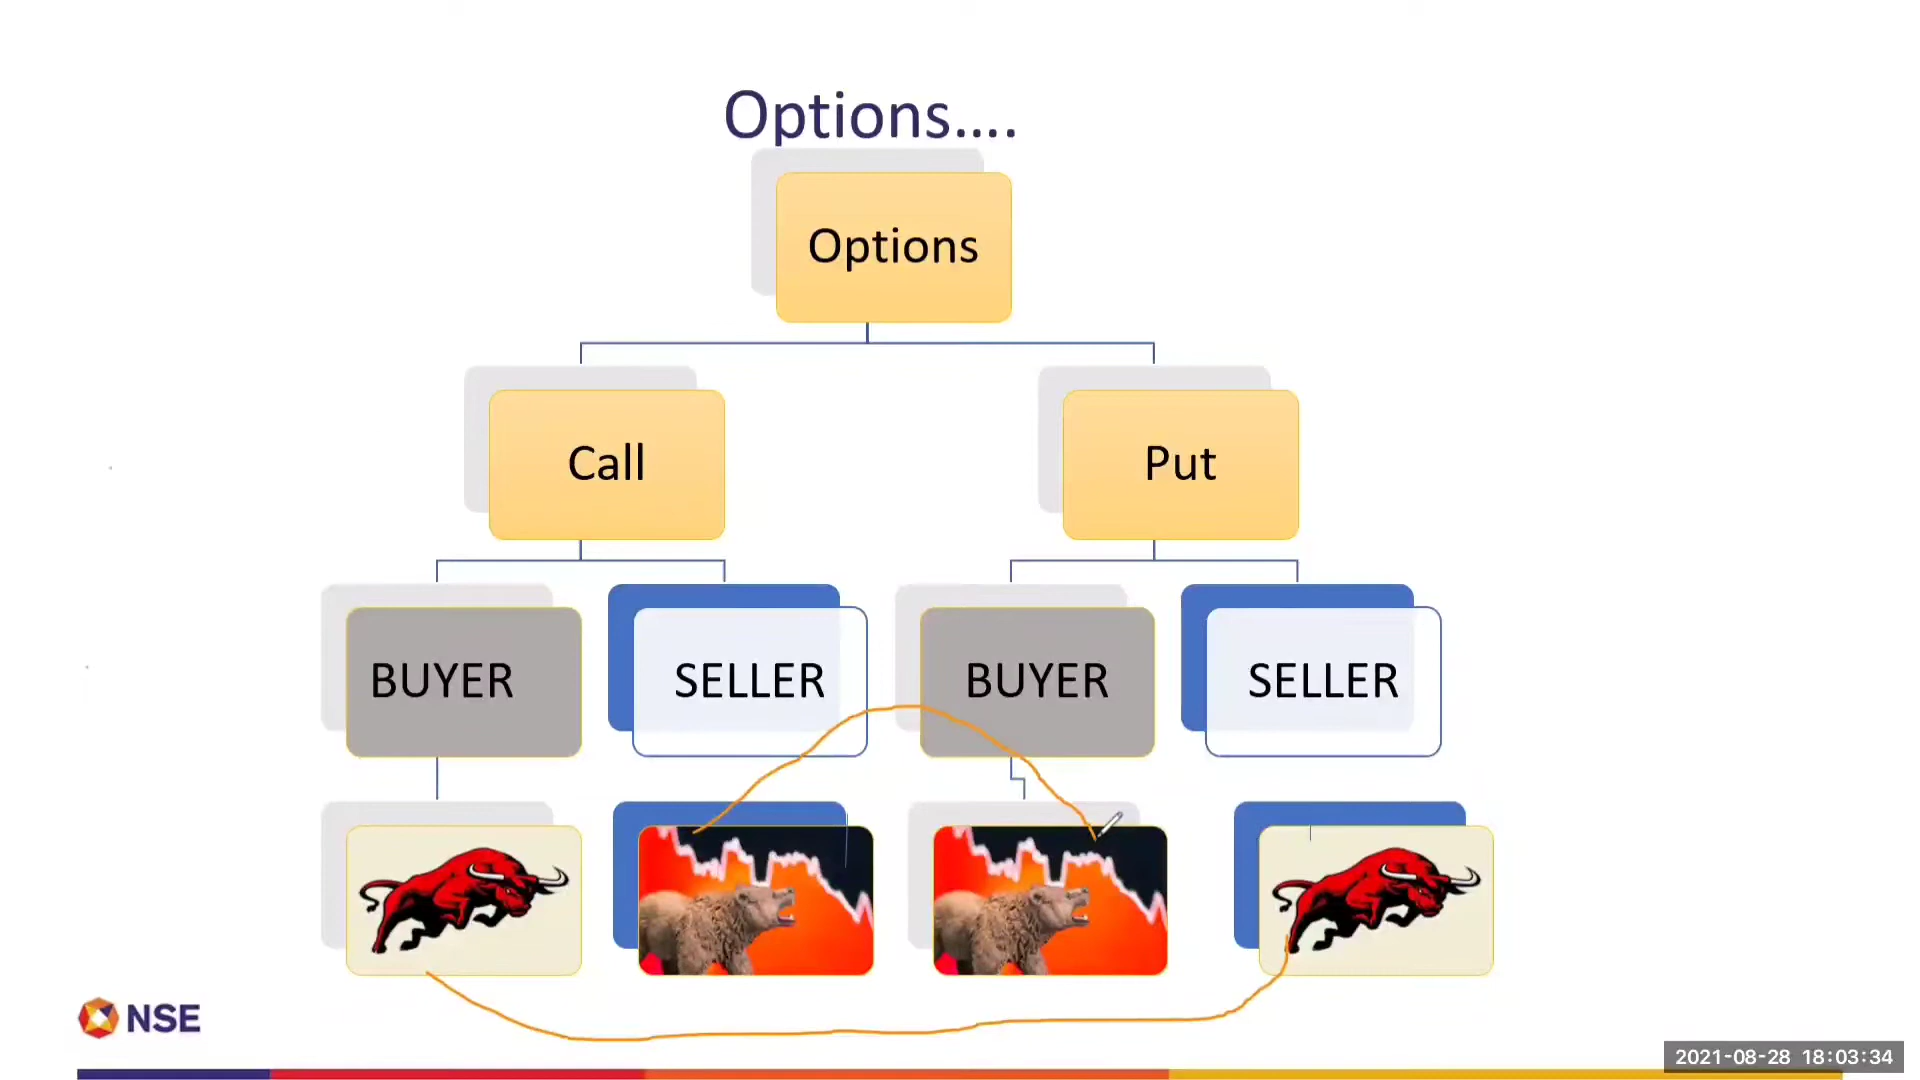 Options....
Options
Call
Put
BUYER
SELLER
BUYER
SELLER
NSE
2021-08-28 18:03:34